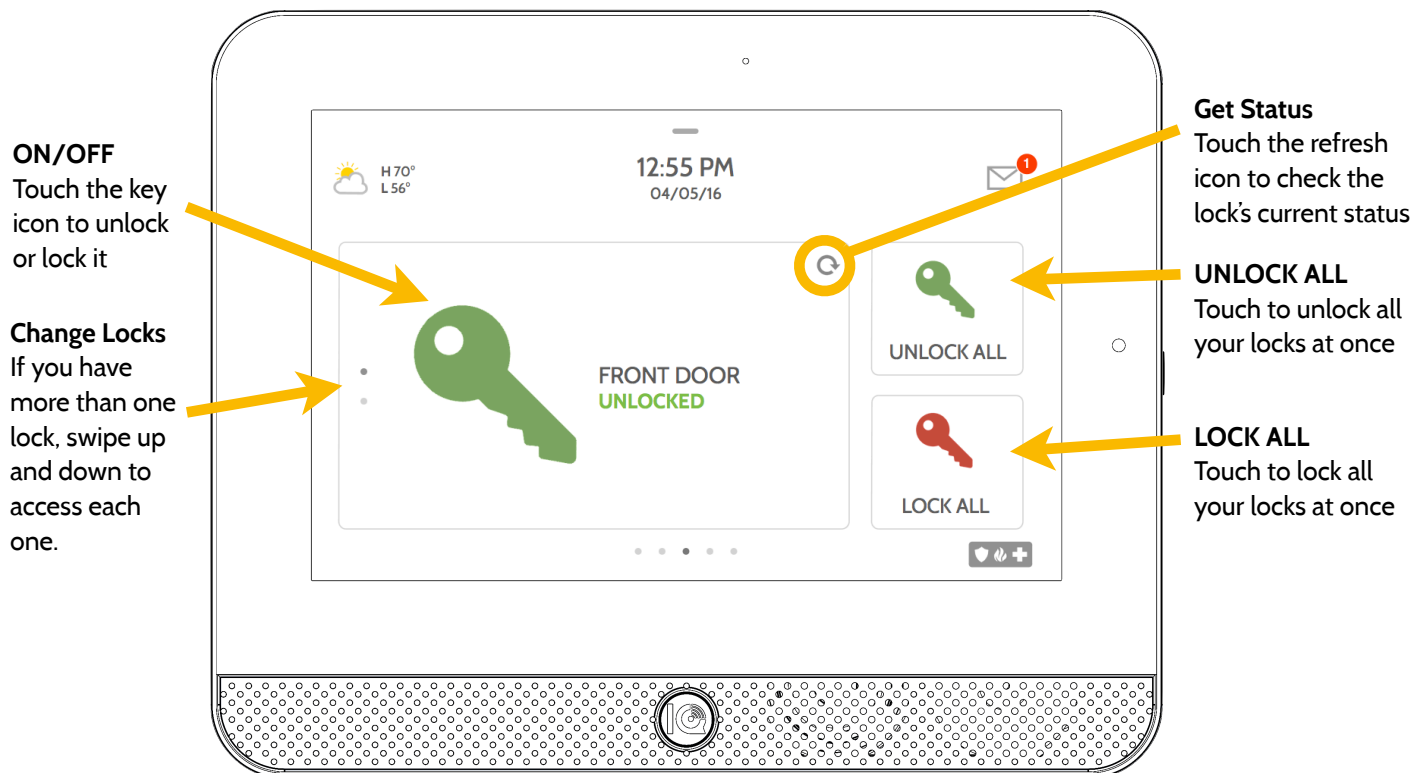 ON/OFF
Touch the key
icon to unlock
or lock it
Change Locks
If you have
more than one
lock, swipe up
and down to
access each
one.
H 70°
L 56°
12:55 PM
04/05/16
1
FRONT DOOR
UNLOCKED
UNLOCK ALL
LOCK ALL
IQ
Get Status
Touch the refresh
icon to check the
lock's current status
UNLOCK ALL
Touch to unlock all
your locks at once
LOCK ALL
Touch to lock all
your locks at once